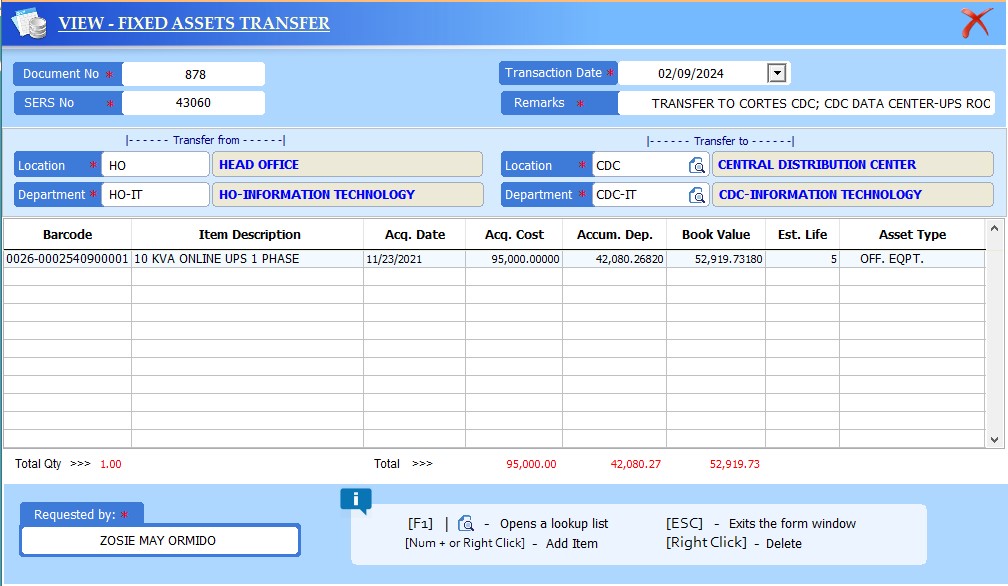 VIEW - FIXED ASSETS TRANSFER
Document No * 878
Transaction Date * 02/09/2024
SERS No * 43060
Remarks * TRANSFER TO CORTES CDC; CDC DATA CENTER-UPS ROO
|------ Transfer from ------|
|------ Transfer to ------|
Location * HO HEAD OFFICE
Location * CDC CENTRAL DISTRIBUTION CENTER
Department * HO-IT HO-INFORMATION TECHNOLOGY
Department * CDC-IT CDC-INFORMATION TECHNOLOGY
Barcode Item Description Acq. Date Acq. Cost Accum. Dep. Book Value Est. Life Asset Type
0026-0002540900001 10 KVA ONLINE UPS 1 PHASE 11/23/2021 95,000.00000 42,080.26820 52,919.73180 5 OFF. EQPT.
Total Qty >>> 1.00 Total >>> 95,000.00 42,080.27 52,919.73
Requested by: *
ZOSIE MAY ORMIDO
i
[F1] | - Opens a lookup list [ESC] - Exits the form window
[Num + or Right Click] - Add Item [Right Click] - Delete